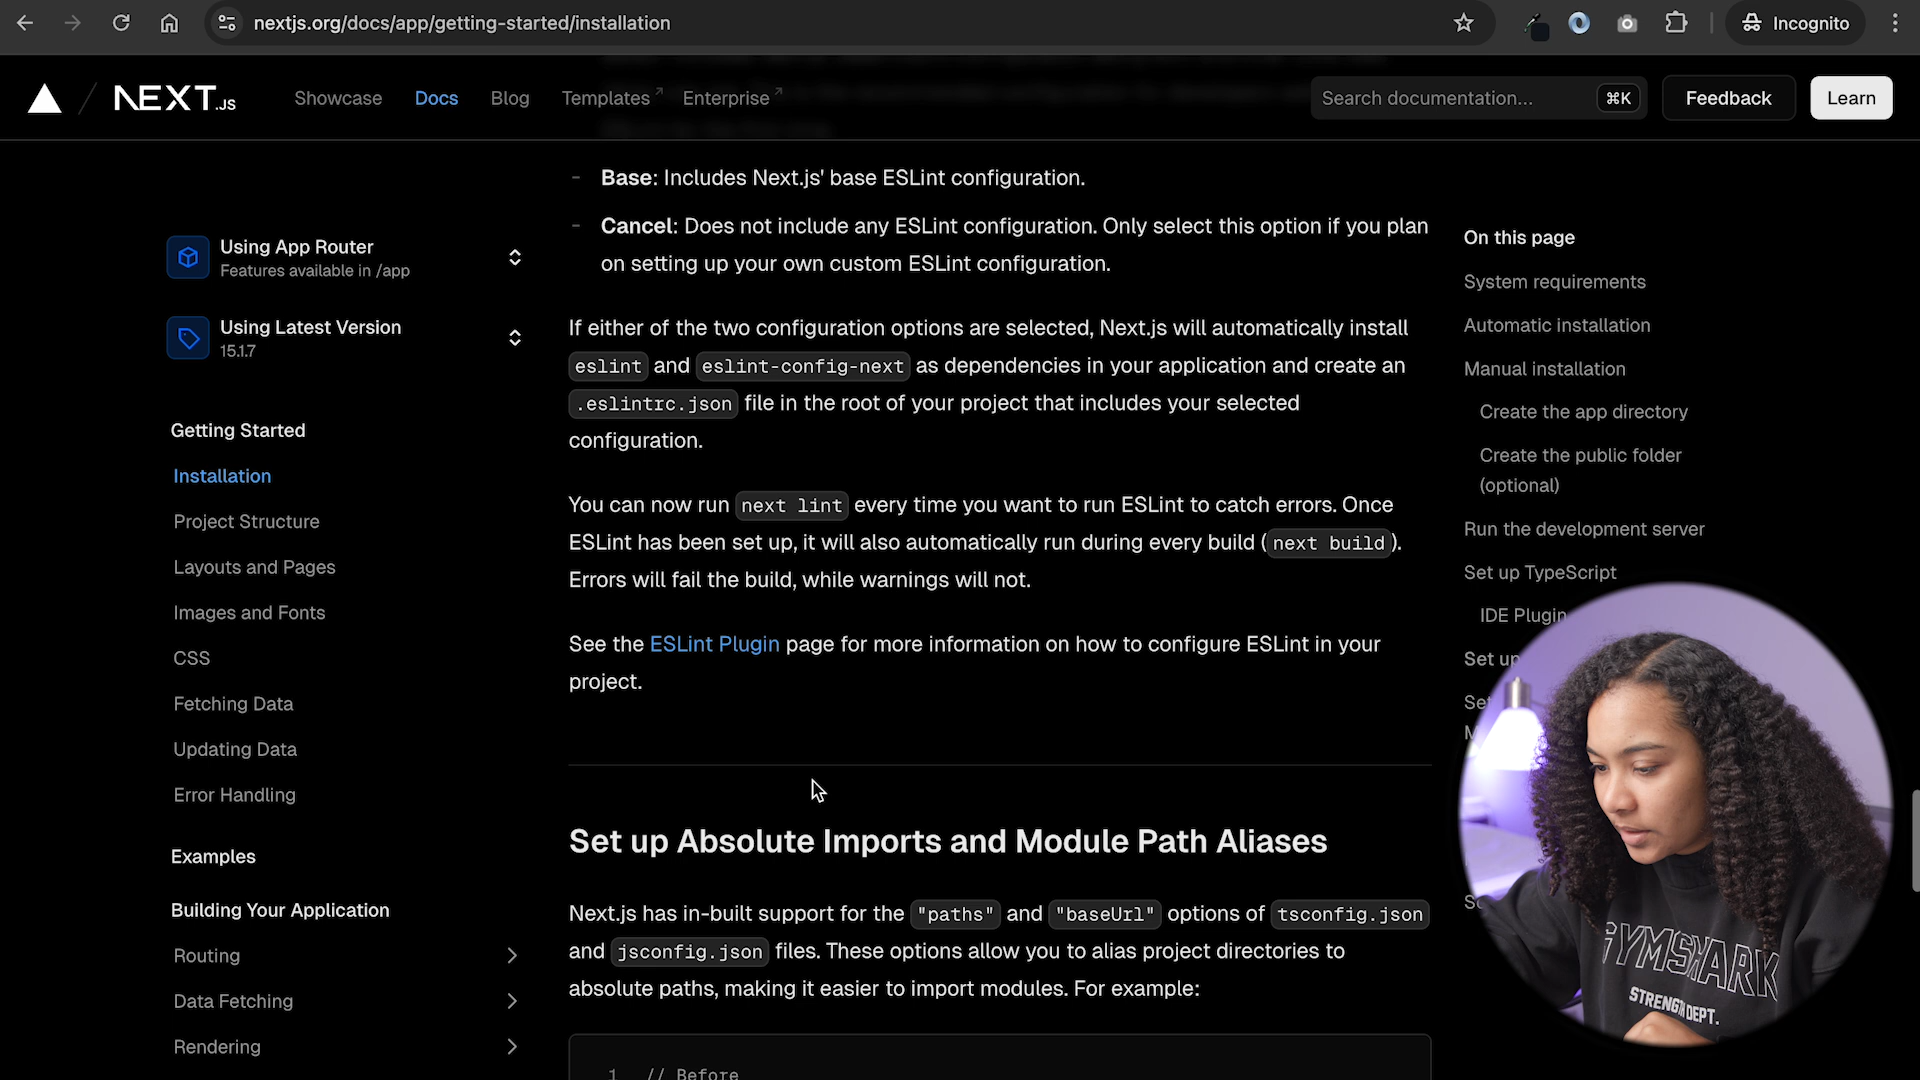 nextjs.org/docs/app/getting-started/installation
Incognito
NEXT.JS
Showcase
Docs
Blog
Templates
Enterprise
Search documentation...
⌘K
Feedback
Learn
Using App Router
Features available in /app
Using Latest Version
15.1.7
Getting Started
Installation
Project Structure
Layouts and Pages
Images and Fonts
CSS
Fetching Data
Updating Data
Error Handling
Examples
Building Your Application
Routing
Data Fetching
Rendering
- Base: Includes Next.js' base ESLint configuration.
- Cancel: Does not include any ESLint configuration. Only select this option if you plan
on setting up your own custom ESLint configuration.
If either of the two configuration options are selected, Next.js will automatically install
eslint and eslint-config-next as dependencies in your application and create an
.eslintrc.json file in the root of your project that includes your selected
configuration.
You can now run next lint every time you want to run ESLint to catch errors. Once
ESLint has been set up, it will also automatically run during every build (next build).
Errors will fail the build, while warnings will not.
See the ESLint Plugin page for more information on how to configure ESLint in your
project.
Set up Absolute Imports and Module Path Aliases
Next.js has in-built support for the "paths" and "baseUrl" options of tsconfig.json
and jsconfig.json files. These options allow you to alias project directories to
absolute paths, making it easier to import modules. For example:
1 // Before
On this page
System requirements
Automatic installation
Manual installation
Create the app directory
Create the public folder
(optional)
Run the development server
Set up TypeScript
IDE Plugin
Set up
Set
GYMSHARK
STRENGTH DEPT.